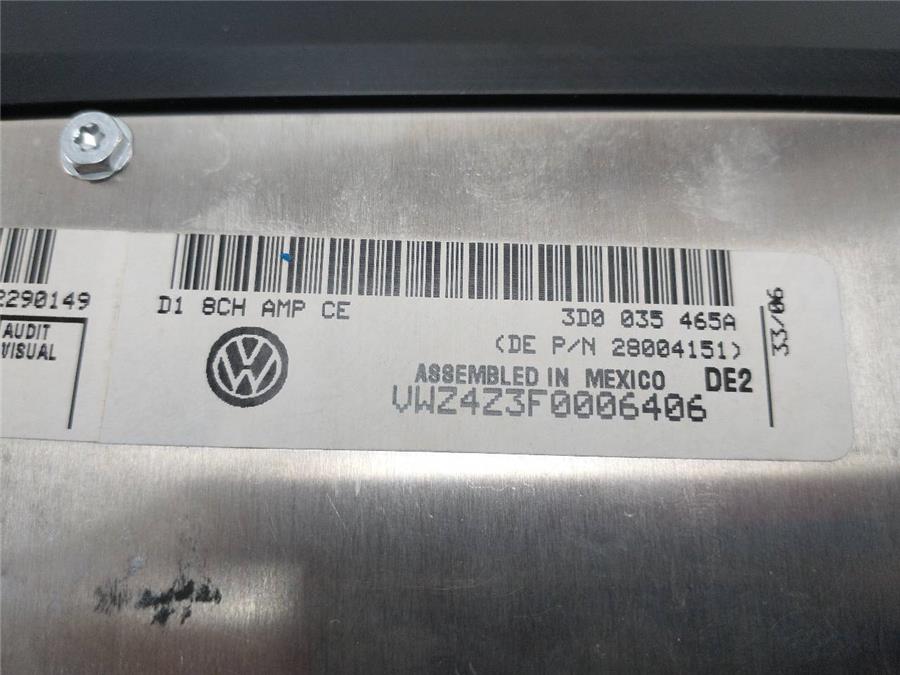 2290149
AUDIT
VISUAL
D1 8CH AMP CE
3D0 035 465A
(DE P/N 28004151)
ASSEMBLED IN MEXICO DE2
VWZ4Z3F0006406
33/06